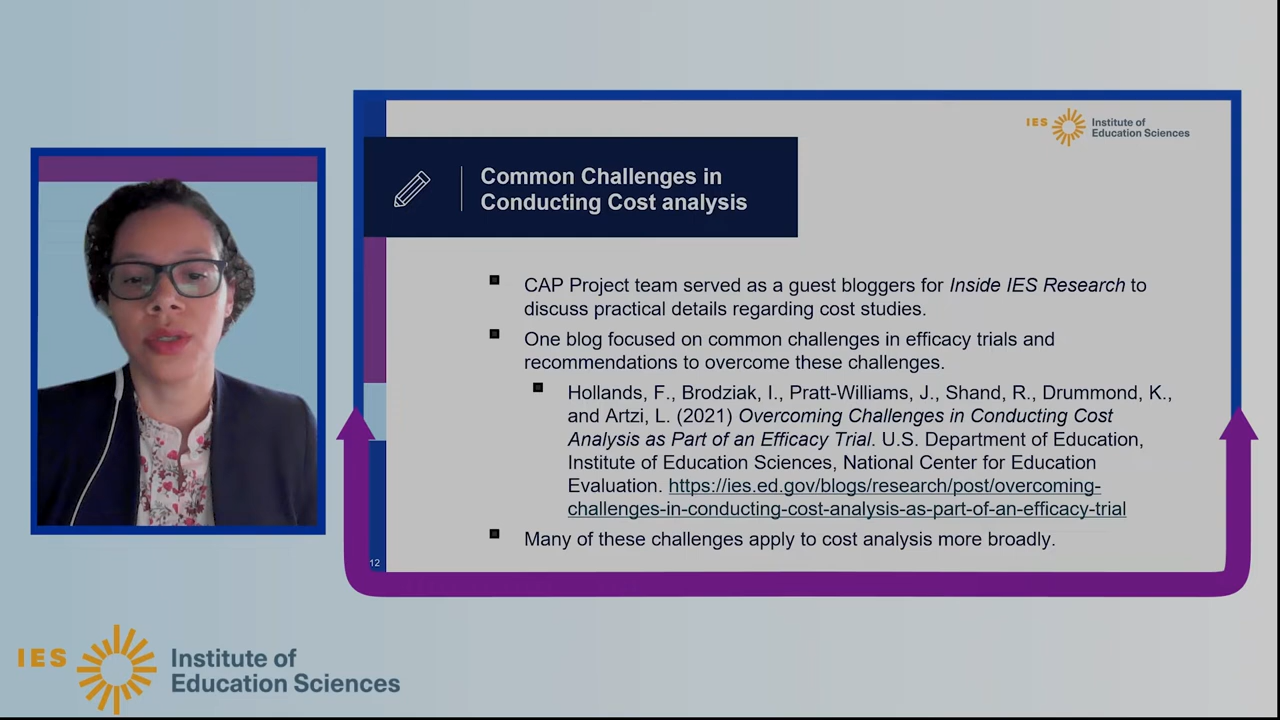 IES Institute of
Education Sciences
Common Challenges in
Conducting Cost analysis
CAP Project team served as a guest bloggers for Inside IES Research to
discuss practical details regarding cost studies.
One blog focused on common challenges in efficacy trials and
recommendations to overcome these challenges.
Hollands, F., Brodziak, I., Pratt-Williams, J., Shand, R., Drummond, K.,
and Artzi, L. (2021) Overcoming Challenges in Conducting Cost
Analysis as Part of an Efficacy Trial. U.S. Department of Education,
Institute of Education Sciences, National Center for Education
Evaluation. https://ies.ed.gov/blogs/research/post/overcoming-
challenges-in-conducting-cost-analysis-as-part-of-an-efficacy-trial
Many of these challenges apply to cost analysis more broadly.
12
IES Institute of
Education Sciences